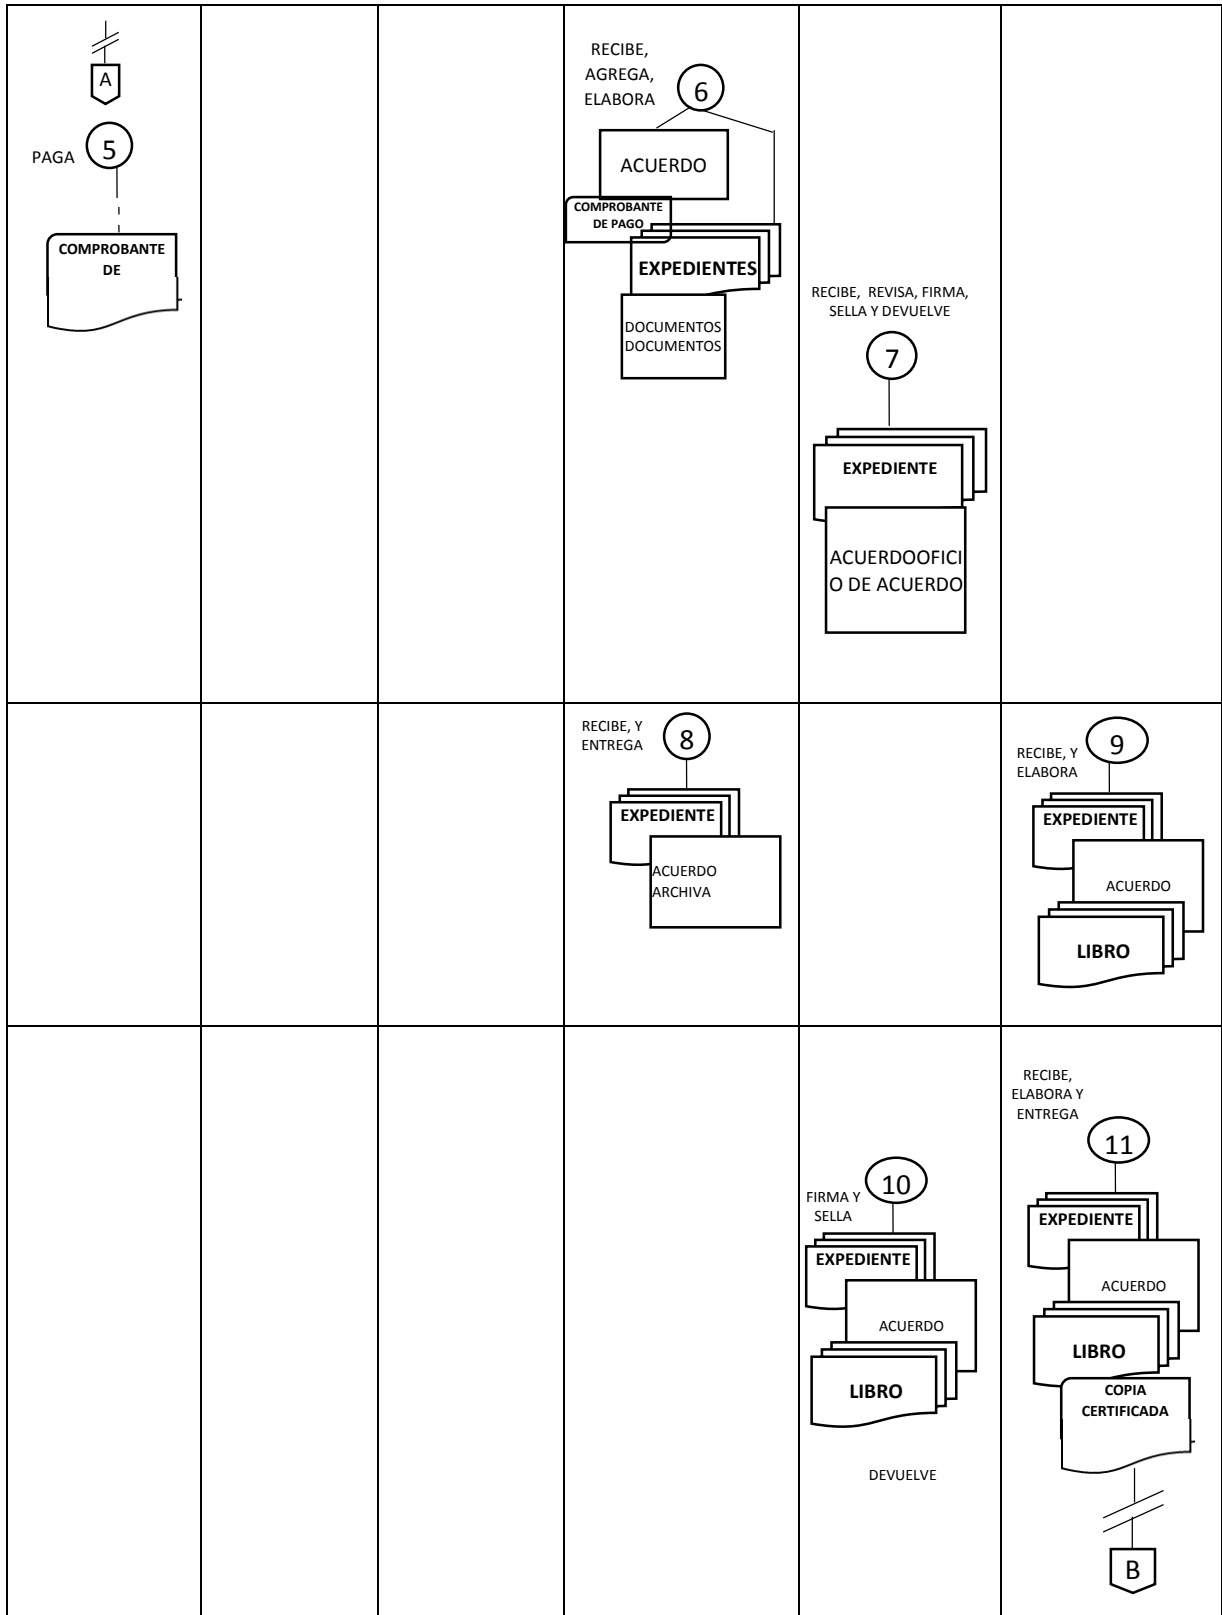 A
PAGA
5
COMPROBANTE
DE
RECIBE,
AGREGA,
ELABORA
6
ACUERDO
COMPROBANTE
DE PAGO
EXPEDIENTES
DOCUMENTOS
DOCUMENTOS
RECIBE, REVISA, FIRMA,
SELLA Y DEVUELVE
7
EXPEDIENTE
ACUERDOOFICI
O DE ACUERDO
RECIBE, Y
ENTREGA
8
EXPEDIENTE
ACUERDO
ARCHIVA
RECIBE, Y
ELABORA
9
EXPEDIENTE
ACUERDO
LIBRO
FIRMA Y
SELLA
10
EXPEDIENTE
ACUERDO
LIBRO
DEVUELVE
RECIBE,
ELABORA Y
ENTREGA
11
EXPEDIENTE
ACUERDO
LIBRO
COPIA
CERTIFICADA
B